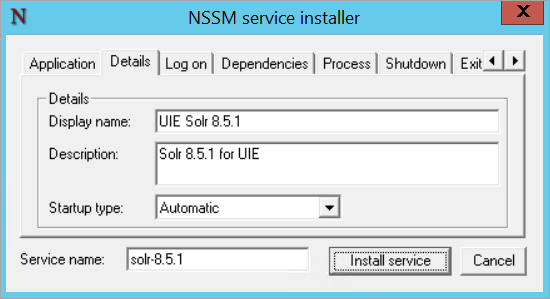 N NSSM service installer X
Application Details Log on Dependencies Process Shutdown Exit
Details
Display name: UIE Solr 8.5.1
Description: Solr 8.5.1 for UIE
Startup type: Automatic
Service name: solr-8.5.1 Install service Cancel